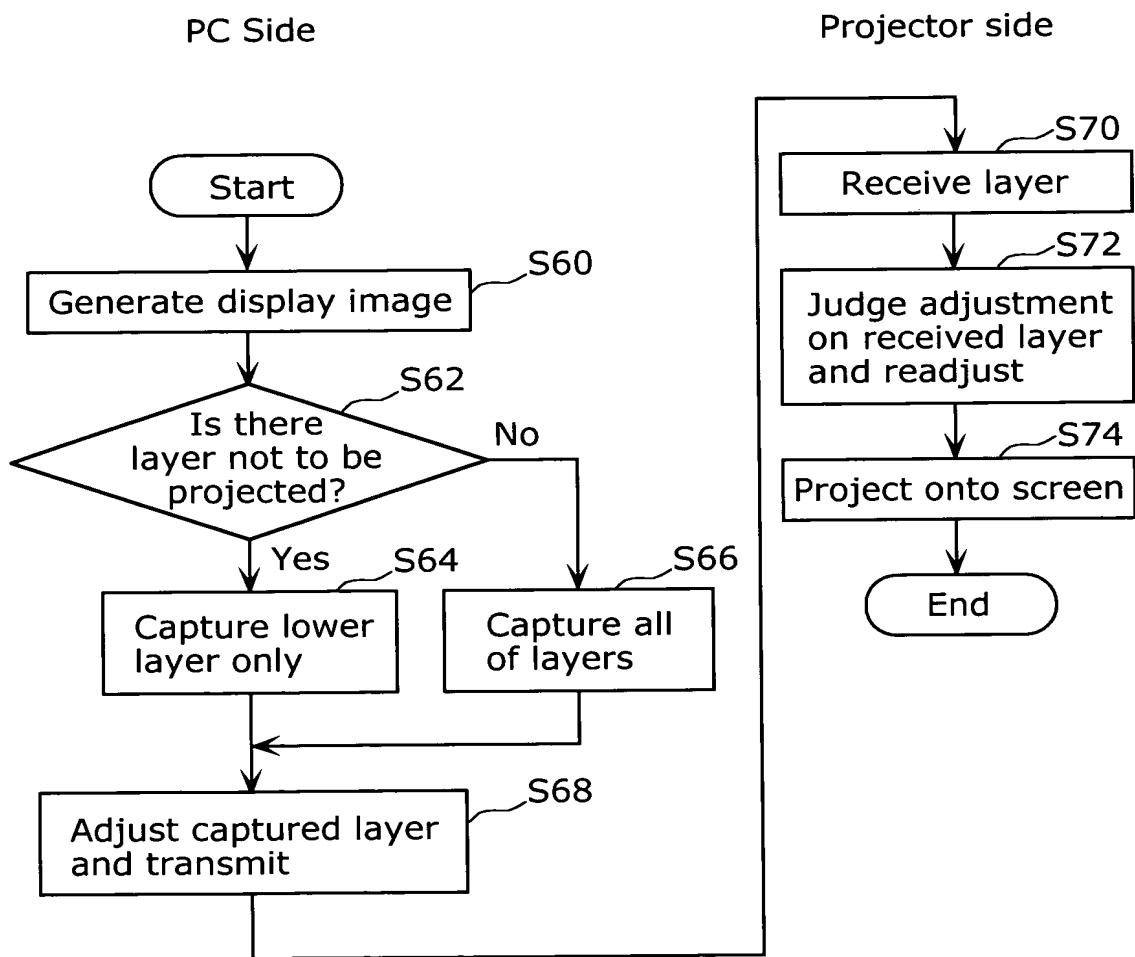 PC Side
Start
S60
Generate display image
S62
Is there
layer not to be
projected?
No
Yes
S64
Capture lower
layer only
S66
Capture all
of layers
S68
Adjust captured layer
and transmit
Projector side
S70
Receive layer
S72
Judge adjustment
on received layer
and readjust
S74
Project onto screen
End